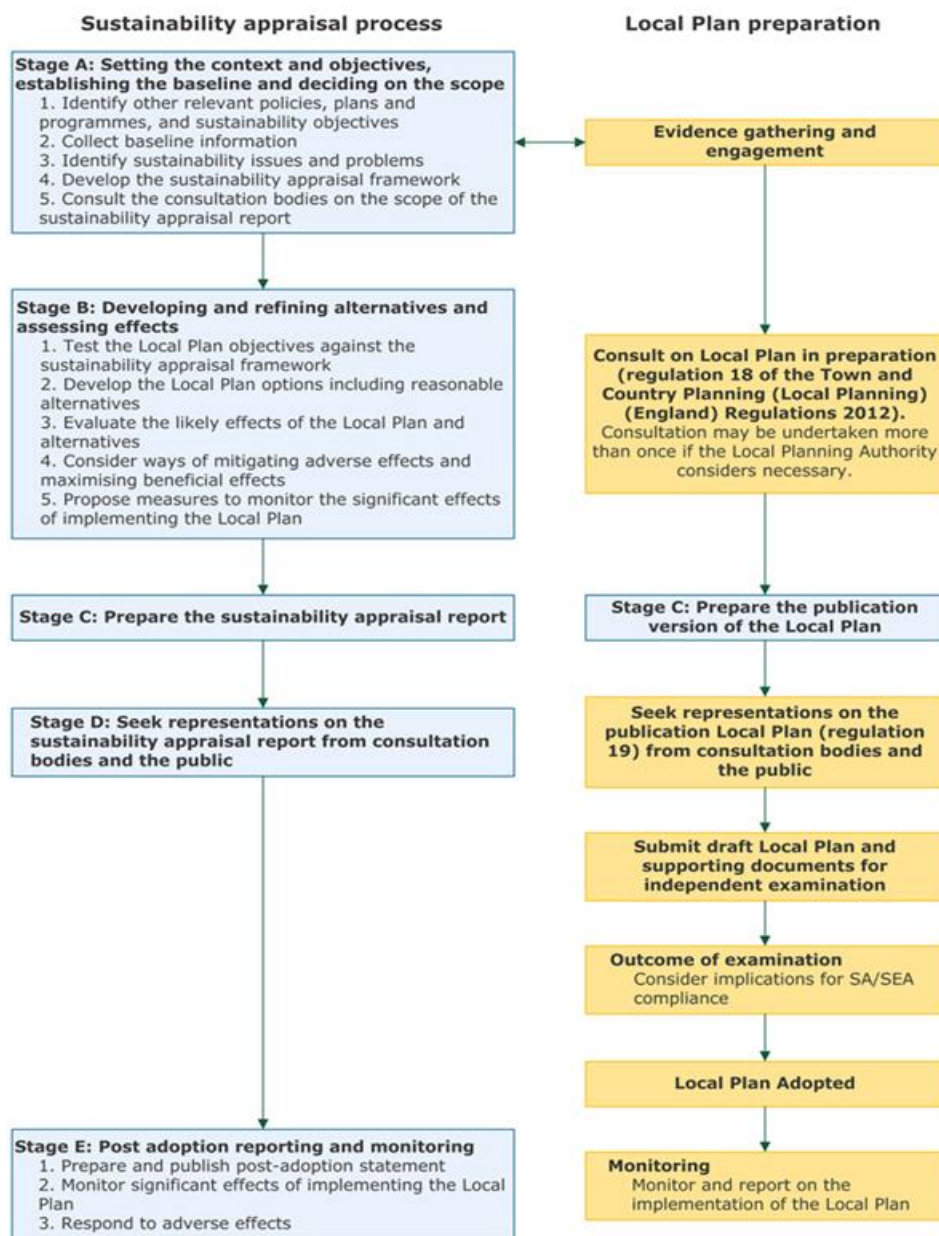 Sustainability appraisal process
Stage A: Setting the context and objectives,
establishing the baseline and deciding on the scope
1. Identify other relevant policies, plans and
programmes, and sustainability objectives
2. Collect baseline information
3. Identify sustainability issues and problems
4. Develop the sustainability appraisal framework
5. Consult the consultation bodies on the scope of the
sustainability appraisal report
Stage B: Developing and refining alternatives and
assessing effects
1. Test the Local Plan objectives against the
sustainability appraisal framework
2. Develop the Local Plan options including reasonable
alternatives
3. Evaluate the likely effects of the Local Plan and
alternatives
4. Consider ways of mitigating adverse effects and
maximising beneficial effects
5. Propose measures to monitor the significant effects
of implementing the Local Plan
Stage C: Prepare the sustainability appraisal report
Stage D: Seek representations on the
sustainability appraisal report from consultation
bodies and the public
Stage E: Post adoption reporting and monitoring
1. Prepare and publish post-adoption statement
2. Monitor significant effects of implementing the Local
Plan
3. Respond to adverse effects
Local Plan preparation
Evidence gathering and
engagement
Consult on Local Plan in preparation
(regulation 18 of the Town and
Country Planning (Local Planning)
(England) Regulations 2012).
Consultation may be undertaken more
than once if the Local Planning Authority
considers necessary.
Stage C: Prepare the publication
version of the Local Plan
Seek representations on the
publication Local Plan (regulation
19) from consultation bodies and
the public
Submit draft Local Plan and
supporting documents for
independent examination
Outcome of examination
Consider implications for SA/SEA
compliance
Local Plan Adopted
Monitoring
Monitor and report on the
implementation of the Local Plan